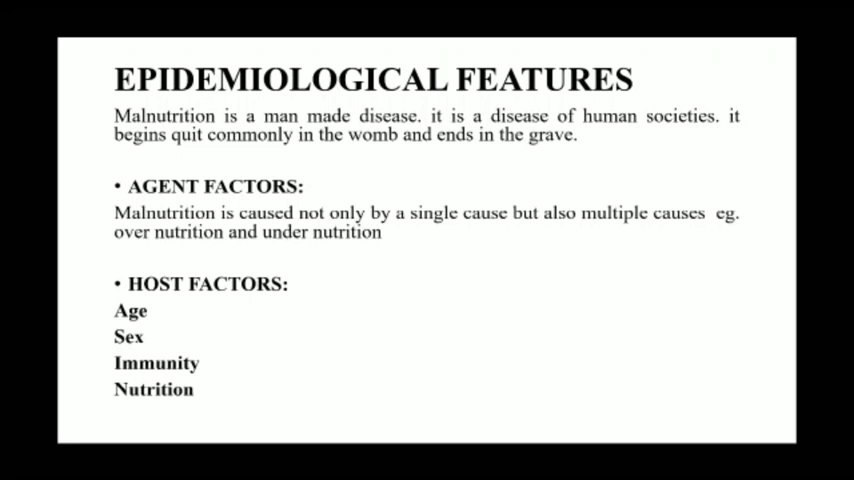 EPIDEMIOLOGICAL FEATURES
Malnutrition is a man made disease. it is a disease of human societies. it
begins quit commonly in the womb and ends in the grave.
• AGENT FACTORS:
Malnutrition is caused not only by a single cause but also multiple causes eg.
over nutrition and under nutrition
• HOST FACTORS:
Age
Sex
Immunity
Nutrition